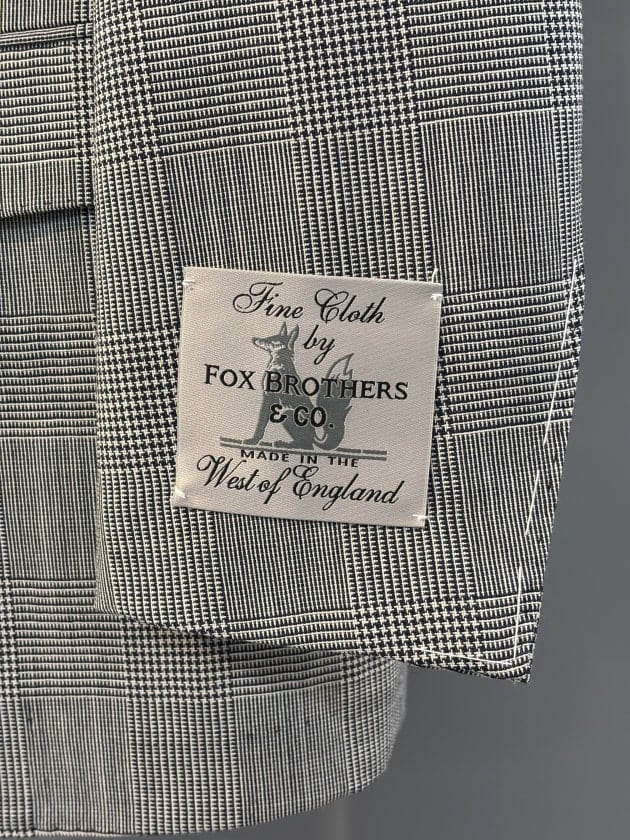 Fine Cloth
by
FOX BROTHERS
& CO.
MADE IN THE
West of England